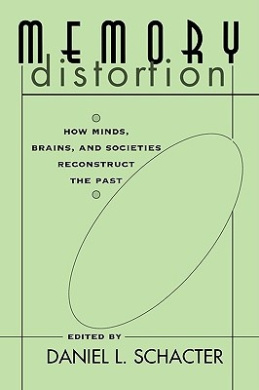 MEMORY
distortion
HOW MINDS,
BRAINS, AND SOCIETIES
RECONSTRUCT
THE PAST
EDITED BY
DANIEL L. SCHACTER